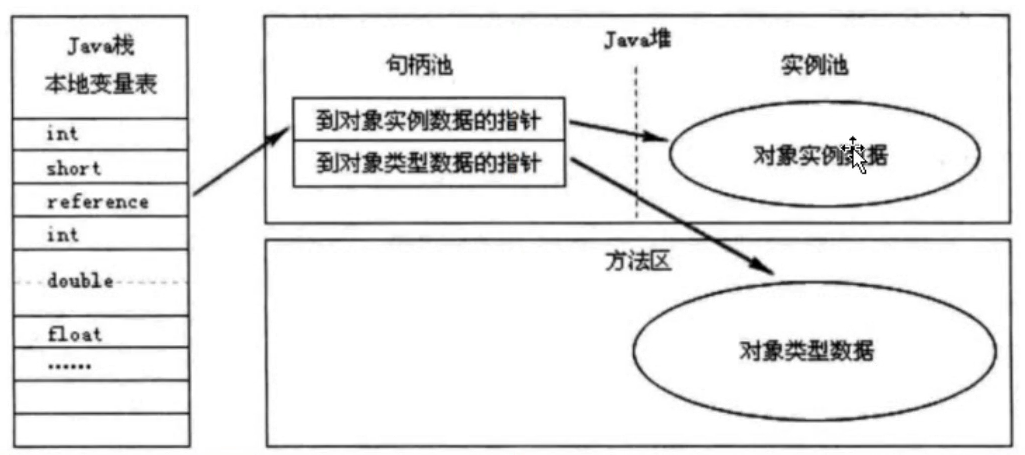 Java栈
本地变量表
int
short
reference
int
double
float
......
Java堆
句柄池
实例池
到对象实例数据的指针
到对象类型数据的指针
对象实例数据
方法区
对象类型数据